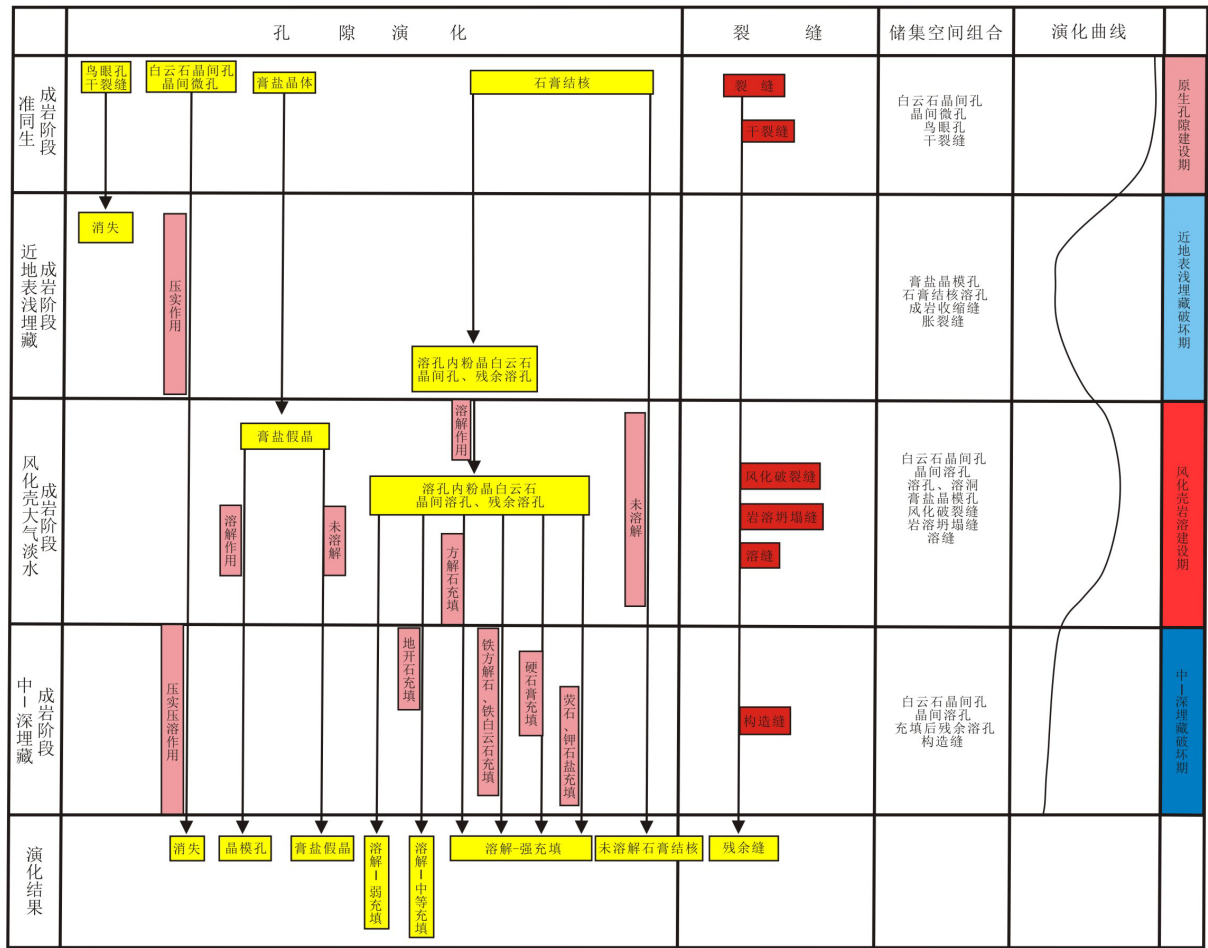 孔隙演化
裂缝
储集空间组合
演化曲线
准同生
成岩阶段
鸟眼孔
干裂缝
白云石晶间孔
晶间微孔
膏盐晶体
石膏结核
裂缝
干裂缝
白云石晶间孔
晶间微孔
鸟眼孔
干裂缝
原生孔隙建设期
近地表浅埋藏
成岩阶段
消失
压实作用
溶孔内粉晶白云石
晶间孔、残余溶孔
膏盐晶模孔
石膏结核溶孔
成岩收缩缝
胀裂缝
近地表浅埋藏破坏期
风化壳大气淡水
成岩阶段
膏盐假晶
溶解作用
溶孔内粉晶白云石
晶间溶孔、残余溶孔
溶解作用
未溶解
方解石充填
未溶解
风化破裂缝
岩溶坍塌缝
溶缝
白云石晶间孔
晶间溶孔
溶孔、溶洞
膏盐晶模孔
风化破裂缝
岩溶坍塌缝
溶缝
风化壳岩溶建设期
中-深埋藏
成岩阶段
压实压溶作用
地开石充填
铁方解石、铁白云石充填
硬石膏充填
荧石、钾石盐充填
构造缝
白云石晶间孔
晶间溶孔
充填后残余溶孔
构造缝
中-深埋藏破坏期
演化结果
消失
晶模孔
膏盐假晶
溶解-弱充填
溶解-中等充填
溶解-强充填
未溶解石膏结核
残余缝